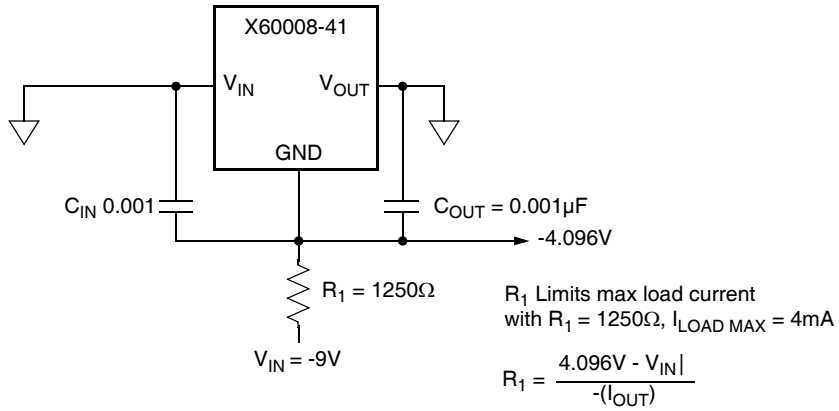 X60008-41
V_IN V_OUT
GND
C_IN 0.001
C_OUT = 0.001µF
-4.096V
R_1 = 1250Ω
V_IN = -9V
R_1 Limits max load current
with R_1 = 1250Ω, I_LOAD MAX = 4mA
R_1 = 4.096V - V_IN|
-(I_OUT)